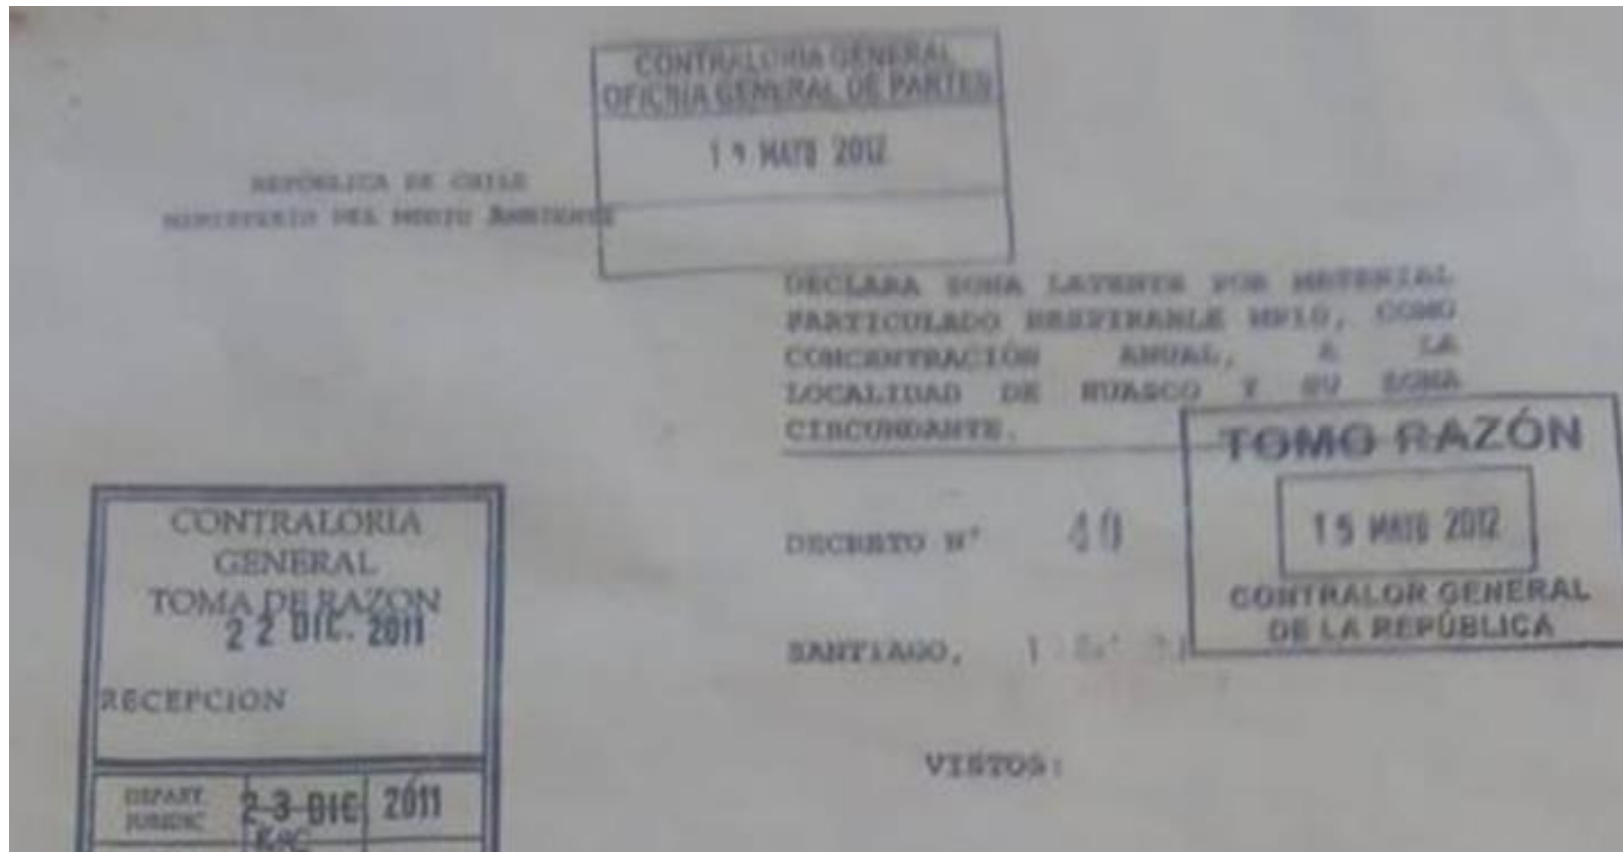 CONTRALORIA GENERAL
OFICINA GENERAL DE PARTES
MAYO 2012
REPÚBLICA DE CHILE
MINISTERIO DEL MEDIO AMBIENTE
DECLARA ZONA LATENTE POR MATERIAL
PARTICULADO RESPIRABLE MP10, COMO
CONCENTRACIÓN ANUAL, A LA
LOCALIDAD DE HUASCO Y SU ZONA
CIRCUNDANTE.
TOMO RAZÓN
15 MAYO 2012
CONTRALOR GENERAL
DE LA REPÚBLICA
DECRETO N° 40
SANTIAGO,
VISTOS:
CONTRALORIA
GENERAL
TOMA DE RAZON
22 DIC. 2011
RECEPCION
DEPART.
JURIDIC
23 DIC 2011